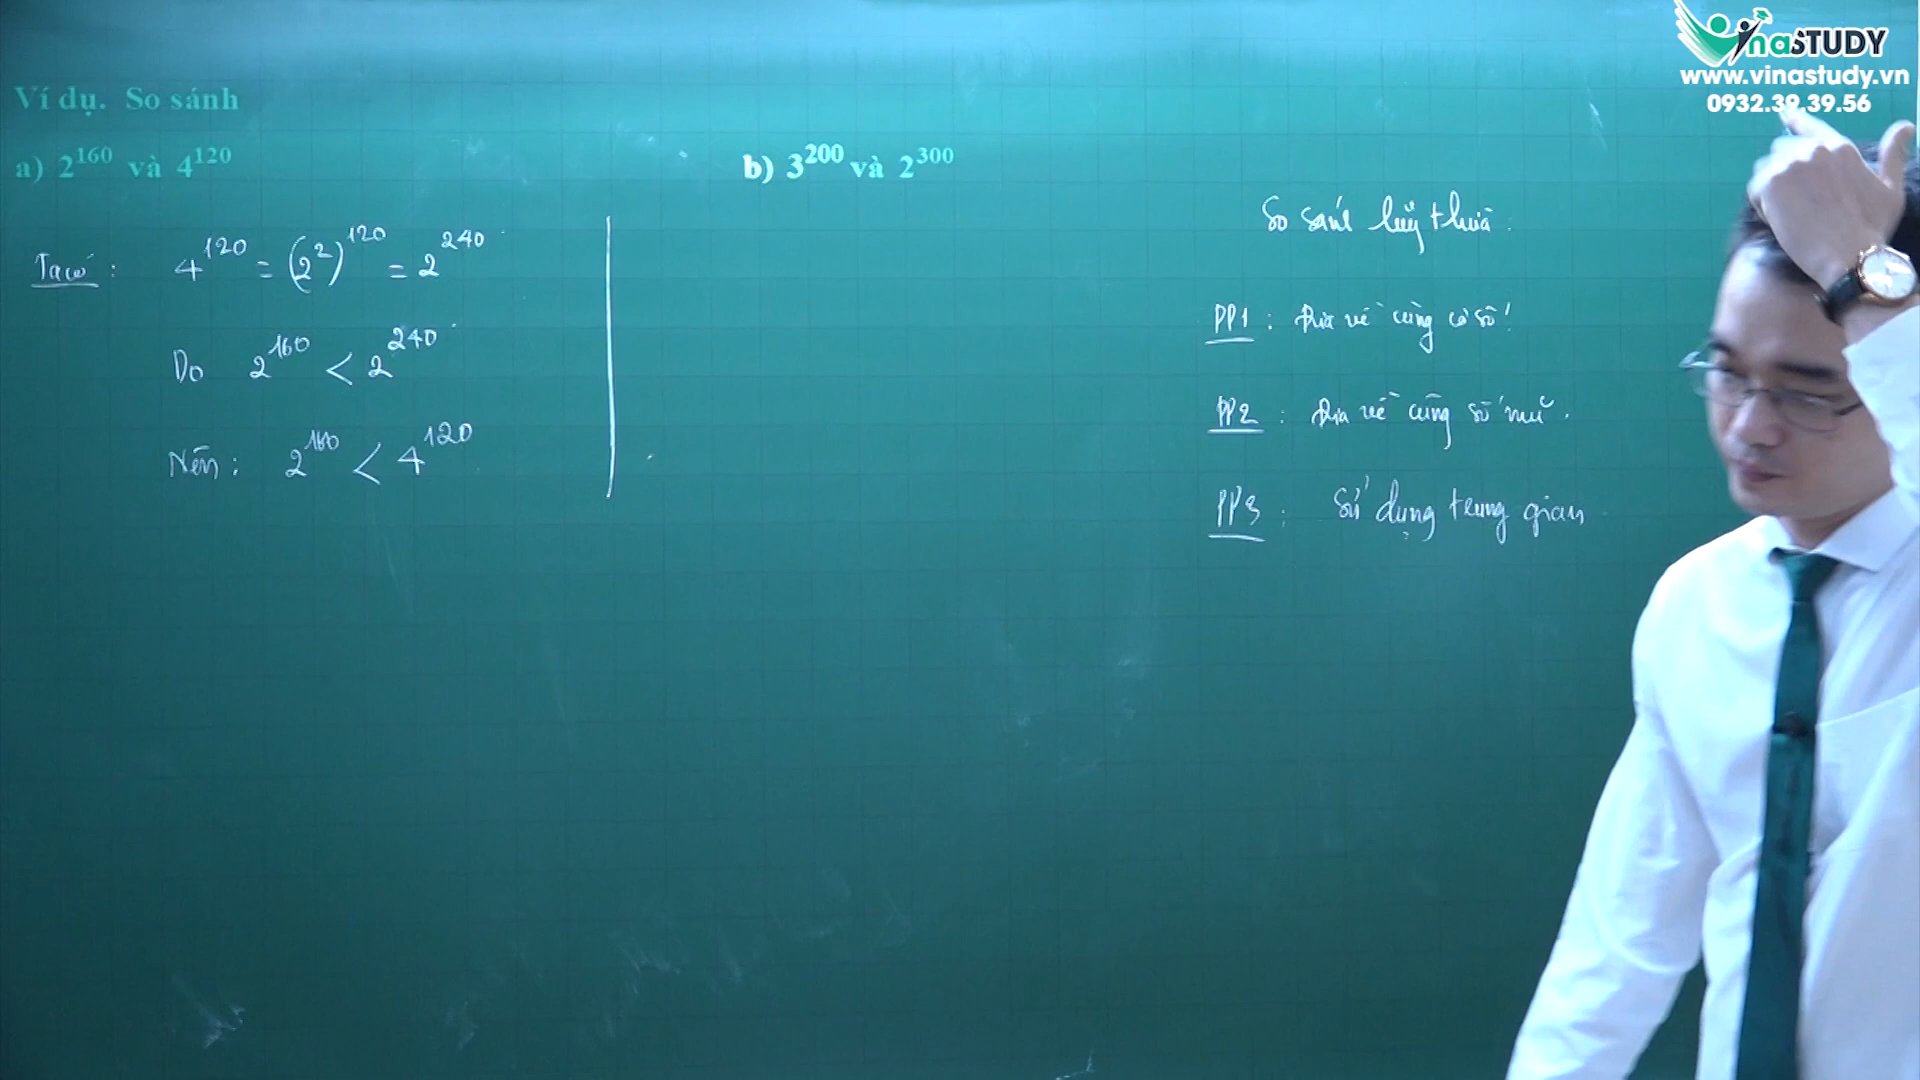 VinaSTUDY
www.vinastudy.vn
0932.39.39.56
Ví dụ. So sánh
a) 2^160 và 4^120
b) 3^200 và 2^300
Ta có : 4^120 = (2^2)^120 = 2^240
Do 2^160 < 2^240
Nên : 2^160 < 4^120
So sánh luỹ thừa :
PP1 : Đưa về cùng cơ số !
PP2 : Đưa về cùng số mũ .
PP3 : Sử dụng trung gian